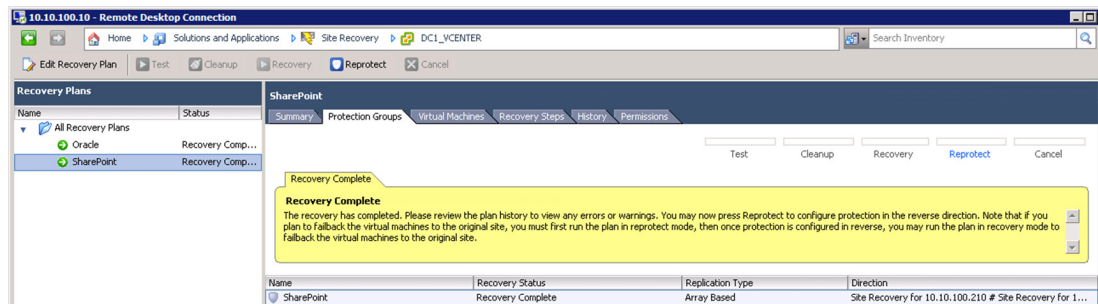 10.10.100.10 - Remote Desktop Connection
Home Solutions and Applications Site Recovery DC1_VCENTER Search Inventory
Edit Recovery Plan Test Cleanup Recovery Reprotect Cancel
Recovery Plans
SharePoint
Name Status
Summary Protection Groups Virtual Machines Recovery Steps History Permissions
All Recovery Plans
Oracle Recovery Comp...
SharePoint Recovery Comp...
Test Cleanup Recovery Reprotect Cancel
Recovery Complete
Recovery Complete
The recovery has completed. Please review the plan history to view any errors or warnings. You may now press Reprotect to configure protection in the reverse direction. Note that if you
plan to failback the virtual machines to the original site, you must first run the plan in reprotect mode, then once protection is configured in reverse, you may run the plan in recovery mode to
failback the virtual machines to the original site.
Name Recovery Status Replication Type Direction
SharePoint Recovery Complete Array Based Site Recovery for 10.10.100.210 # Site Recovery for 1...